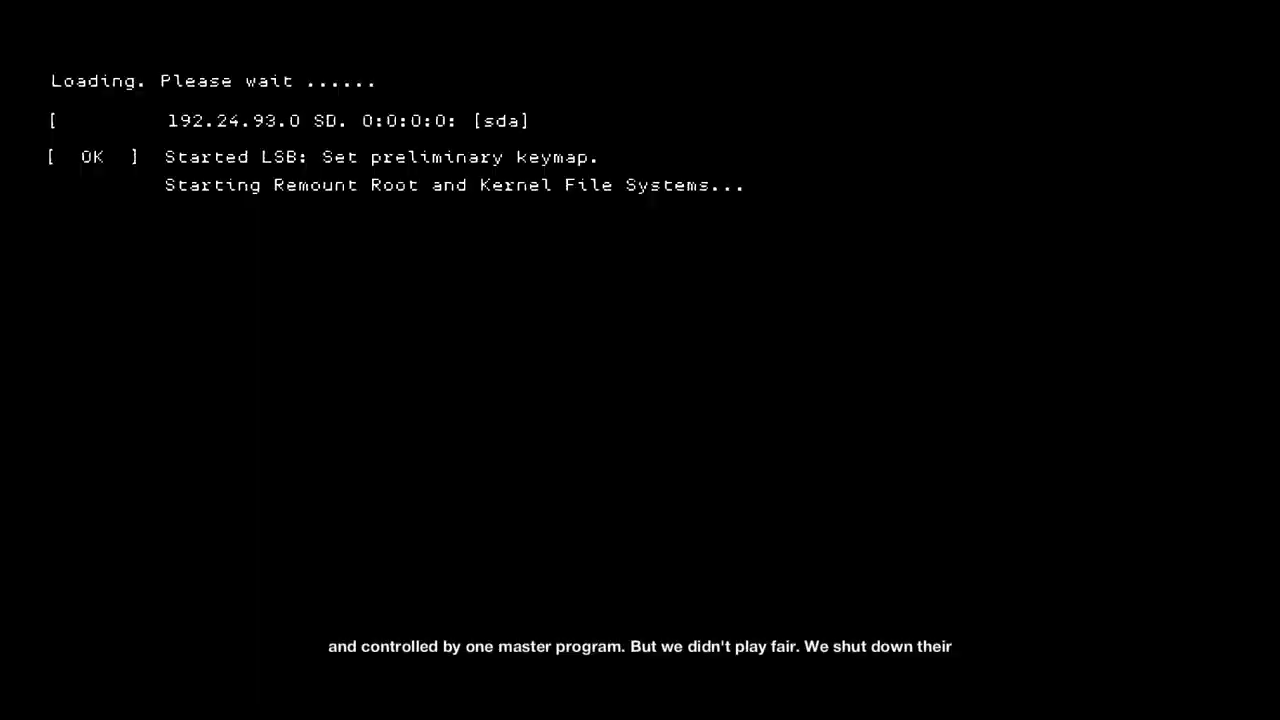 Loading. Please wait ......
[ 192.24.93.0 SD. 0:0:0:0: [sda]
[ OK ] Started LSB: Set preliminary keymap.
Starting Remount Root and Kernel File Systems...
and controlled by one master program. But we didn't play fair. We shut down their